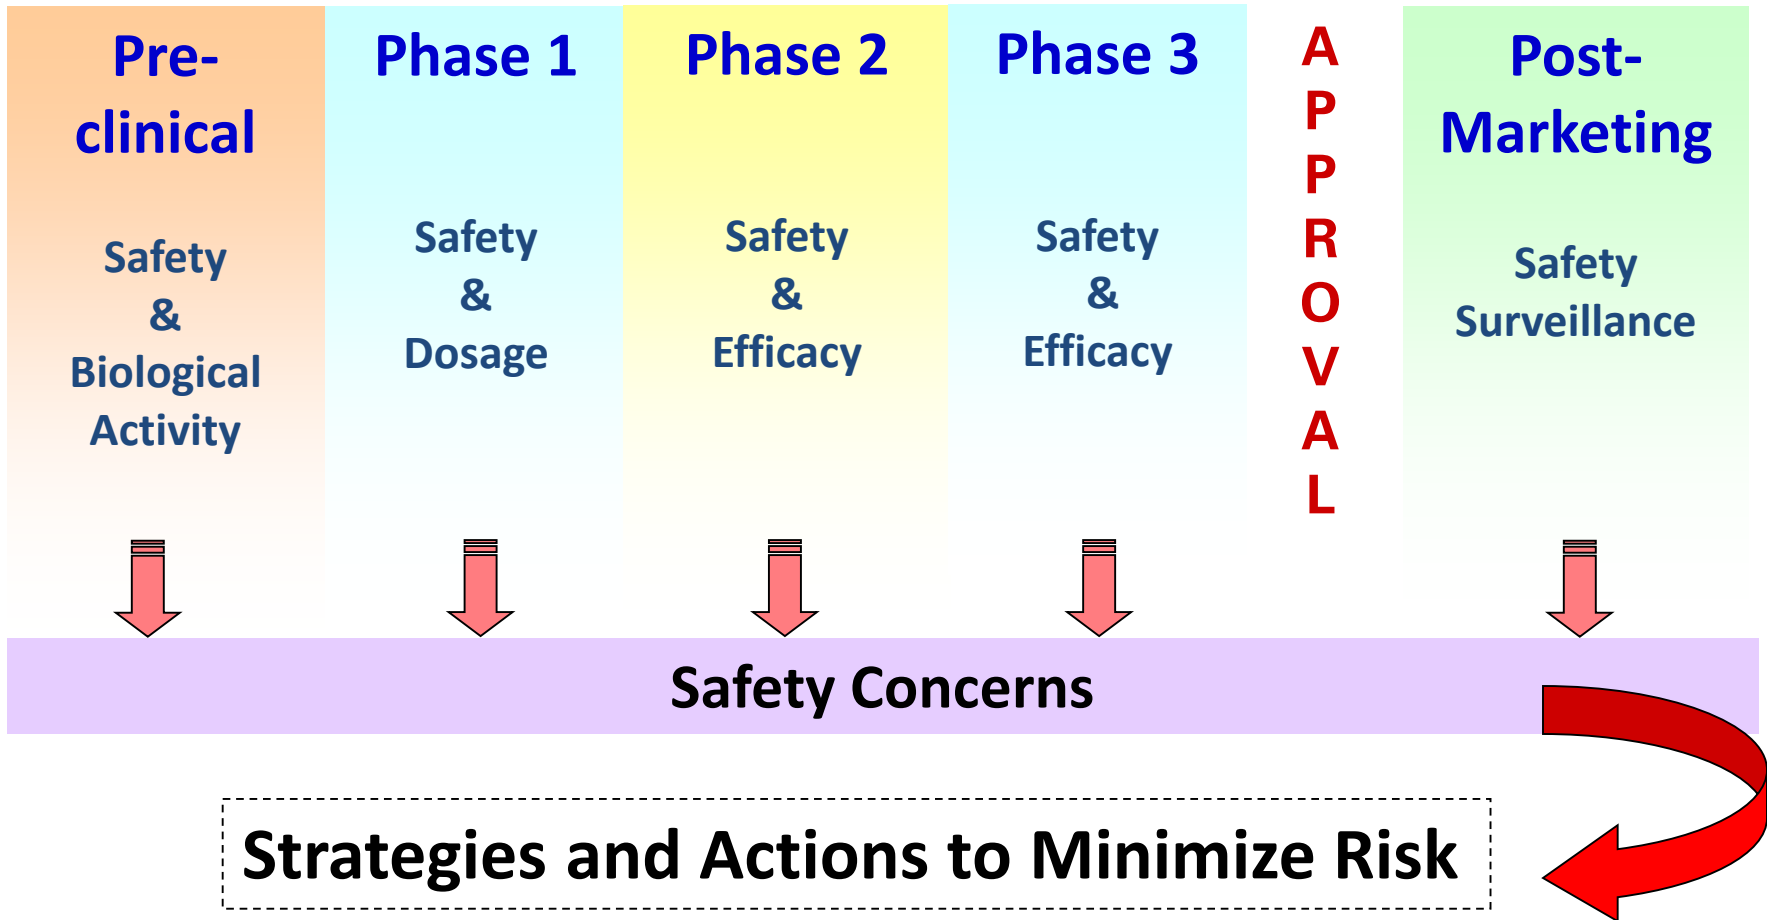 Pre-
clinical
Safety
&
Biological
Activity
Phase 1
Safety
&
Dosage
Phase 2
Safety
&
Efficacy
Phase 3
Safety
&
Efficacy
A
P
P
R
O
V
A
L
Post-
Marketing
Safety
Surveillance
Safety Concerns
Strategies and Actions to Minimize Risk